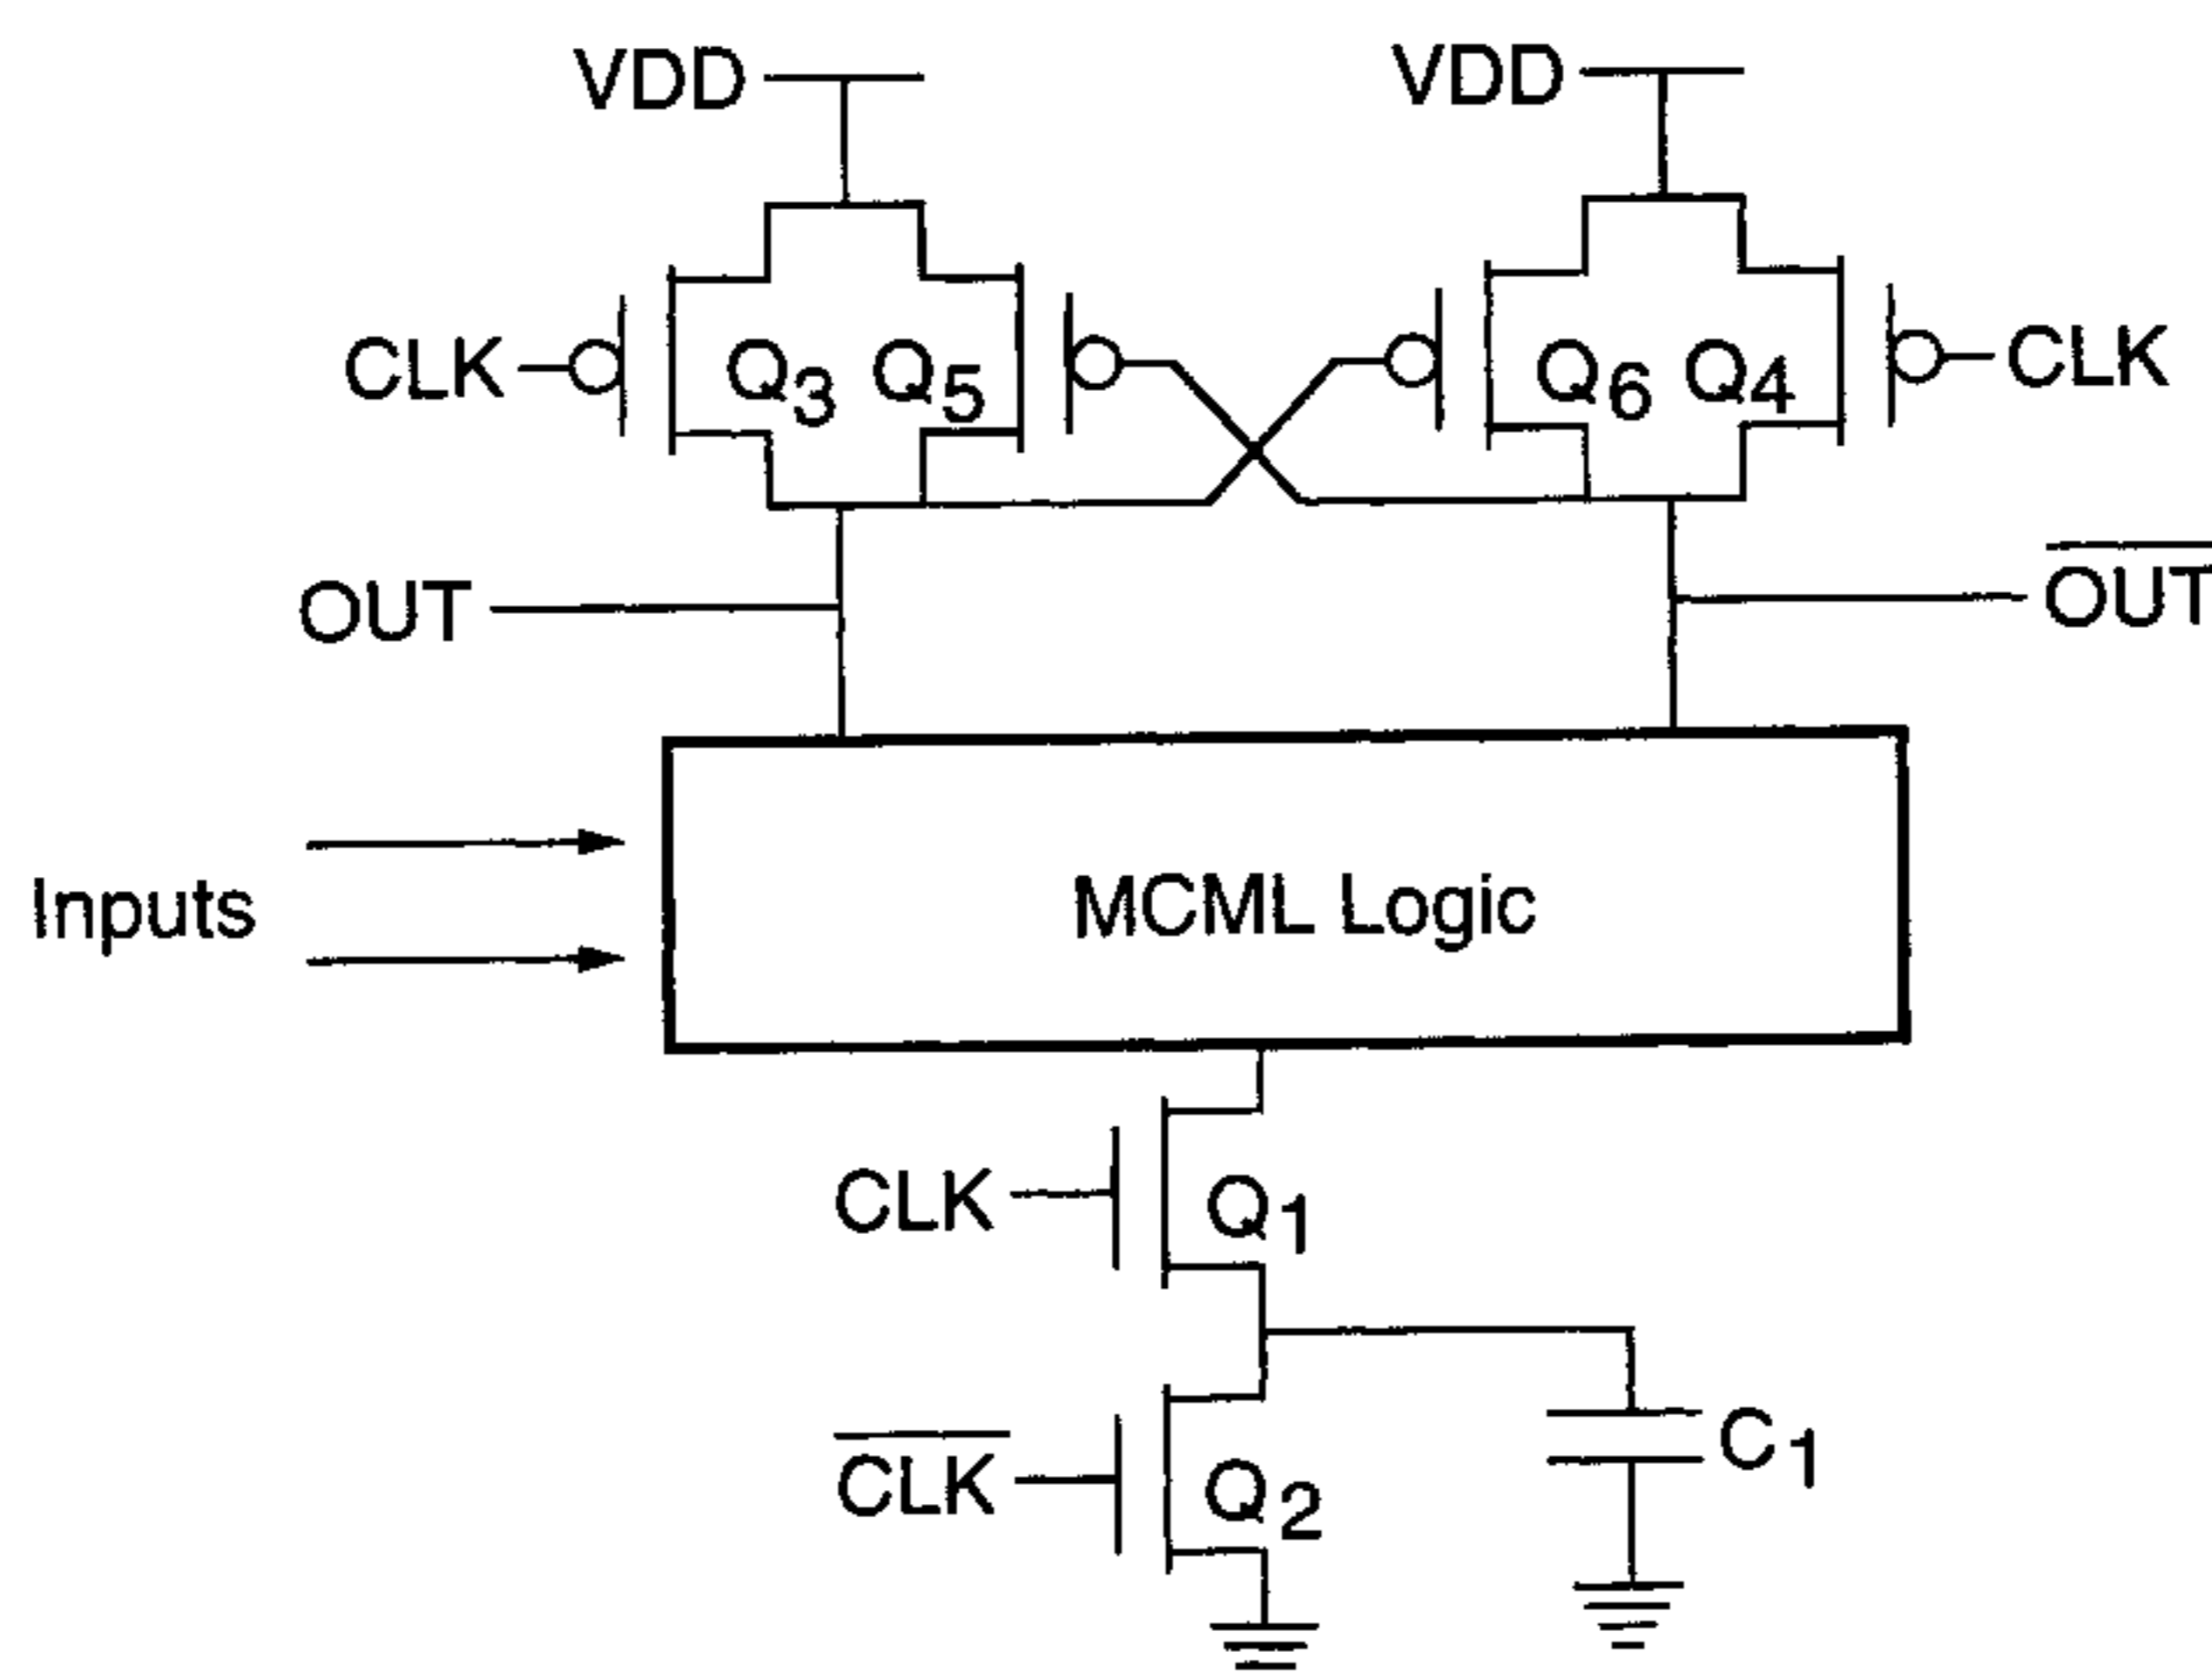 VDD VDD
CLK Q3 Q5 Q6 Q4 CLK
OUT OUT
Inputs MCML Logic
CLK Q1
CLK Q2 C1